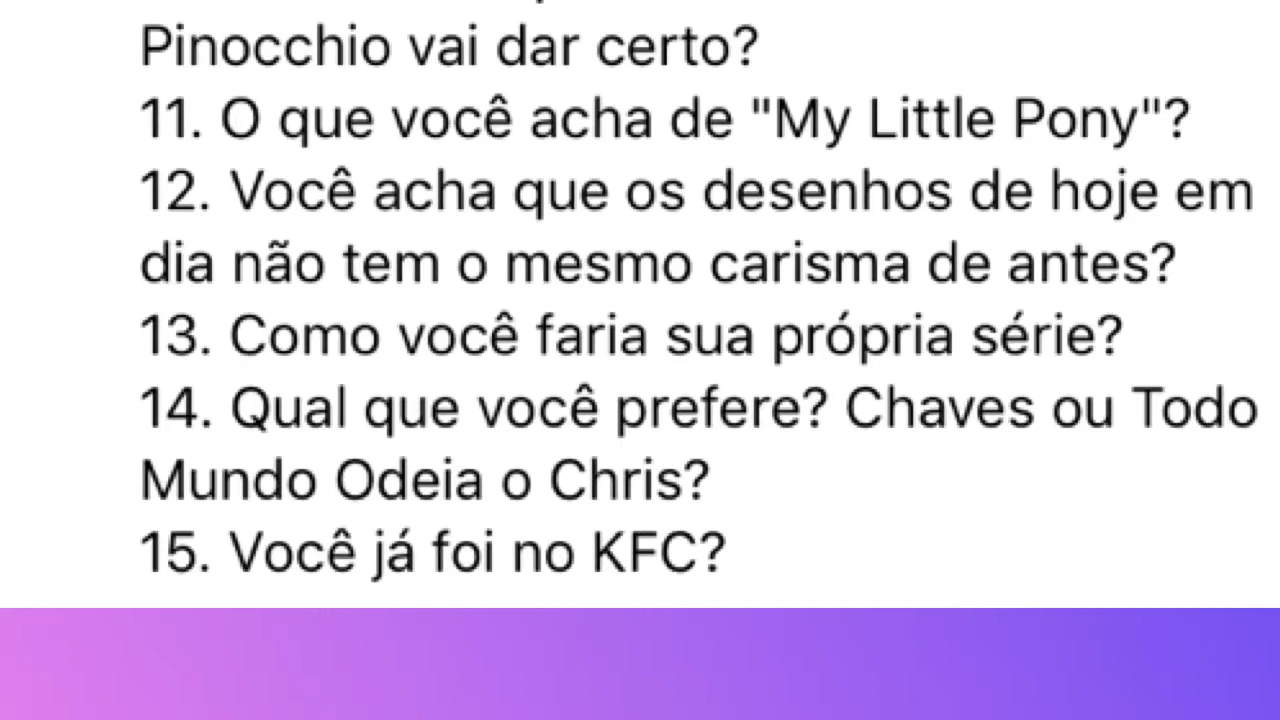 Pinocchio vai dar certo?
11. O que você acha de "My Little Pony"?
12. Você acha que os desenhos de hoje em
dia não tem o mesmo carisma de antes?
13. Como você faria sua própria série?
14. Qual que você prefere? Chaves ou Todo
Mundo Odeia o Chris?
15. Você já foi no KFC?